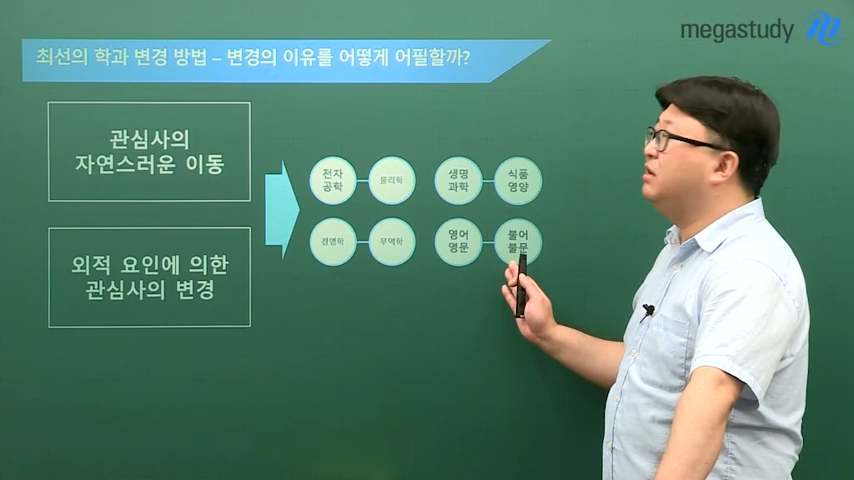 megastudy
최선의 학과 변경 방법 – 변경의 이유를 어떻게 어필할까?
관심사의
자연스러운 이동
외적 요인에 의한
관심사의 변경
전자
공학
물리학
생명
과학
식품
영양
경영학
무역학
영어
영문
불어
불문